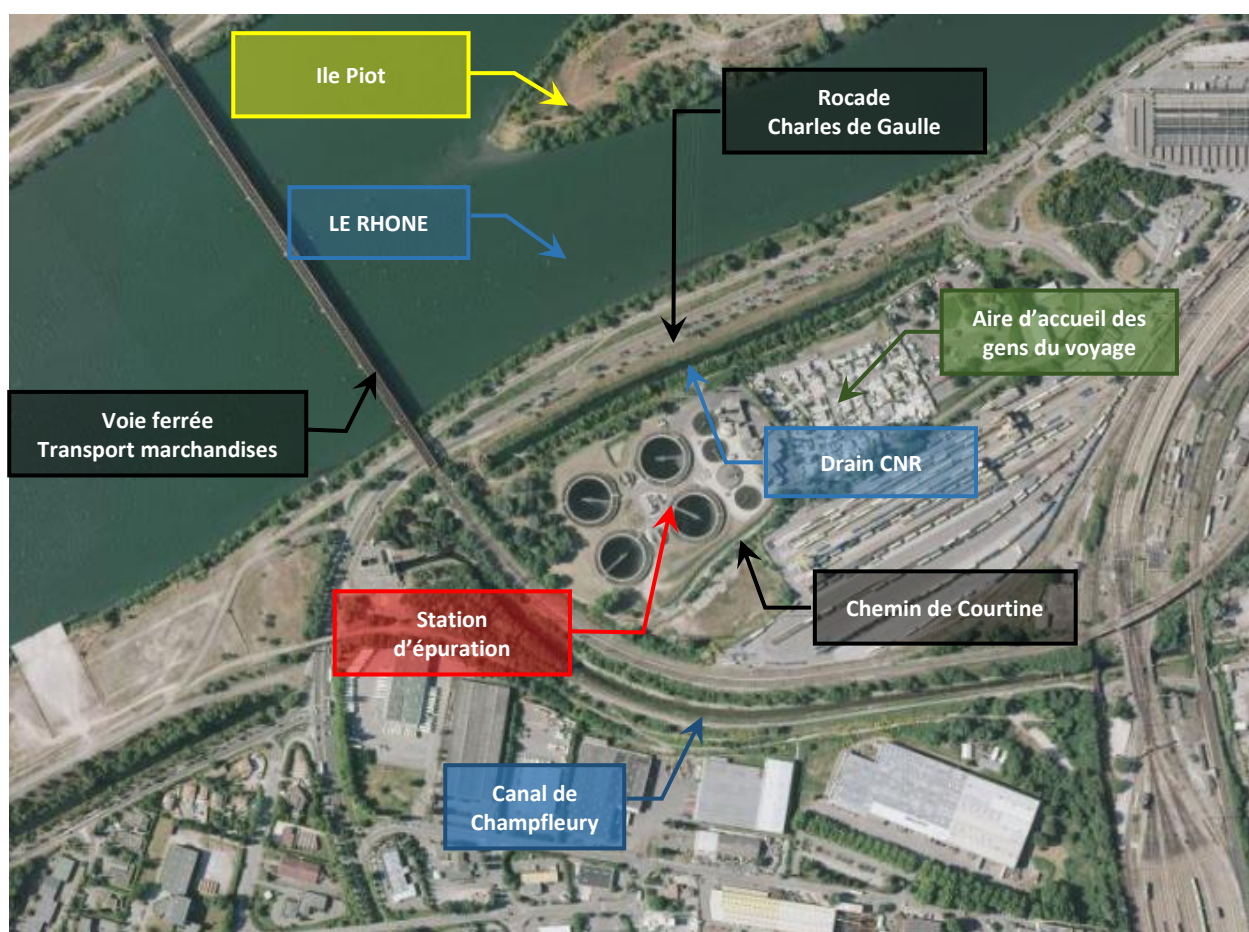 Ile Piot
Rocade
Charles de Gaulle
LE RHONE
Aire d’accueil des
gens du voyage
Voie ferrée
Transport marchandises
Drain CNR
Chemin de Courtine
Station
d’épuration
Canal de
Champfleury